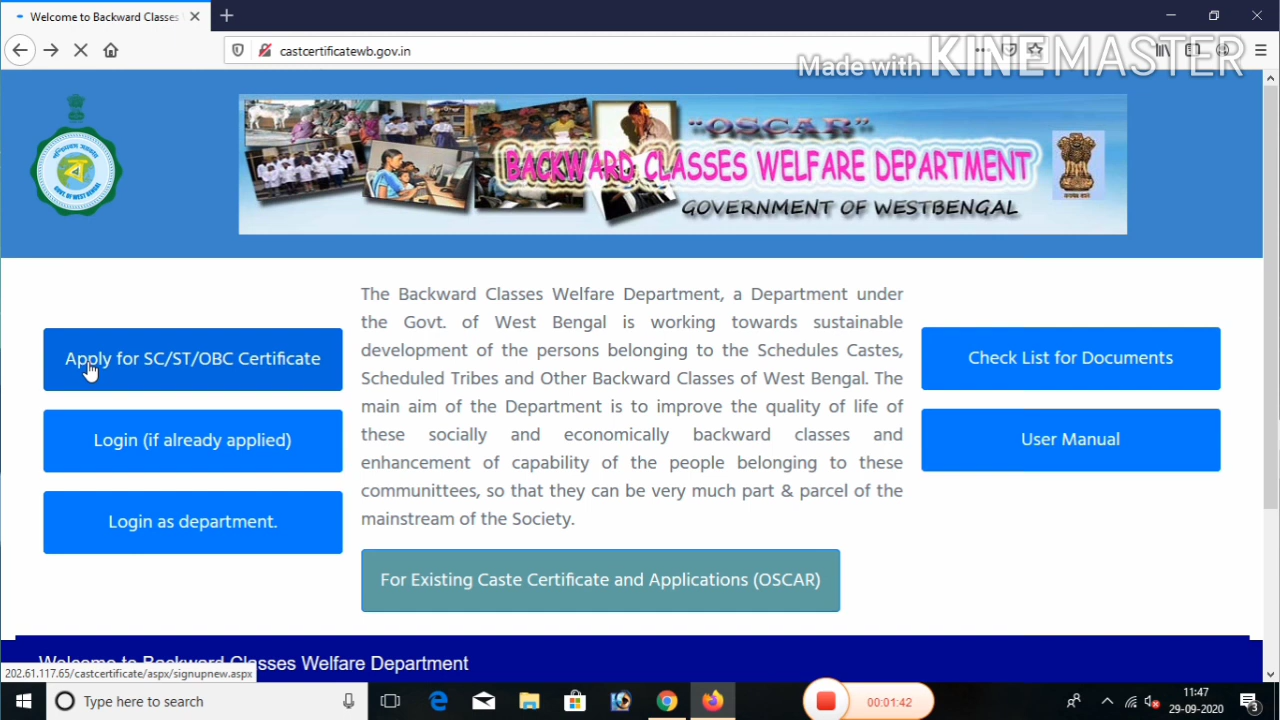 Welcome to Backward Classes
castcertificatewb.gov.in
Made with KINEMASTER
"OSCAR"
BACKWARD CLASSES WELFARE DEPARTMENT
GOVERNMENT OF WESTBENGAL
GOVT. OF WEST BENGAL
Apply for SC/ST/OBC Certificate
Login (if already applied)
Login as department.
The Backward Classes Welfare Department, a Department under
the Govt. of West Bengal is working towards sustainable
development of the persons belonging to the Schedules Castes,
Scheduled Tribes and Other Backward Classes of West Bengal. The
main aim of the Department is to improve the quality of life of
these socially and economically backward classes and
enhancement of capability of the people belonging to these
communittees, so that they can be very much part & parcel of the
mainstream of the Society.
For Existing Caste Certificate and Applications (OSCAR)
Check List for Documents
User Manual
Welcome to Backward Classes Welfare Department
202.61.117.65/castcertificate/aspx/signupnew.aspx
Type here to search
00:01:42
11:47
29-09-2020
3